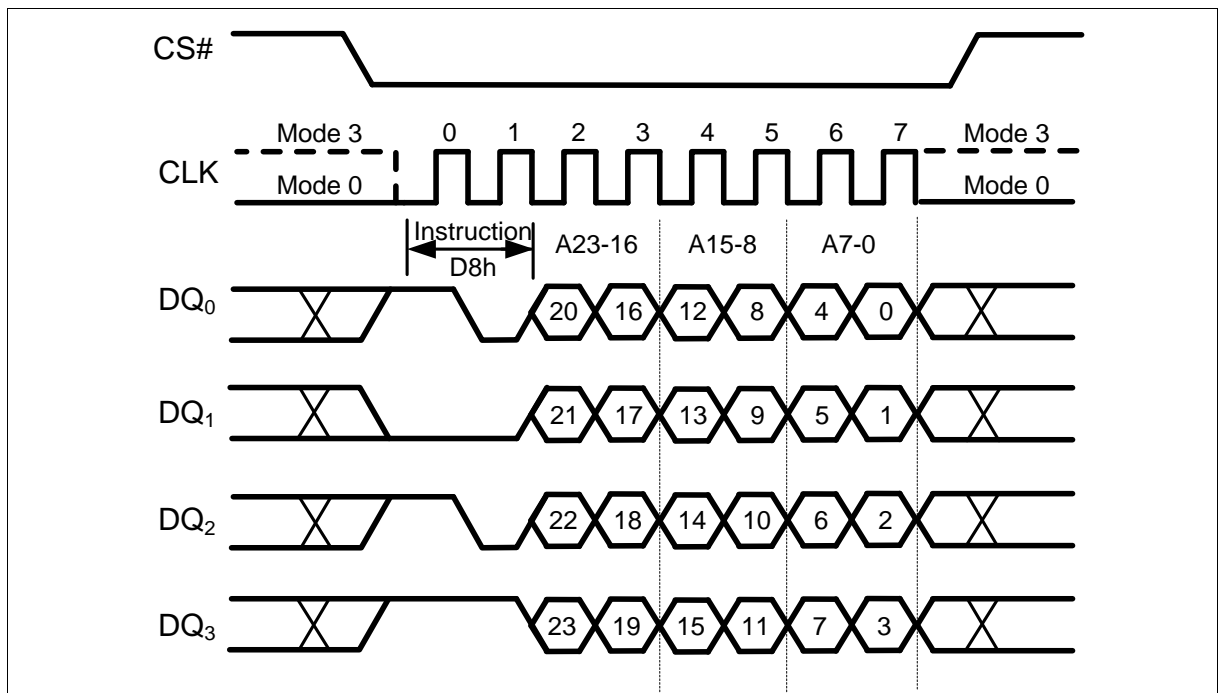 CS#
Mode 3 0 1 2 3 4 5 6 7 Mode 3
CLK
Mode 0 Mode 0
Instruction A23-16 A15-8 A7-0
D8h
DQ0 20 16 12 8 4 0
DQ1 21 17 13 9 5 1
DQ2 22 18 14 10 6 2
DQ3 23 19 15 11 7 3